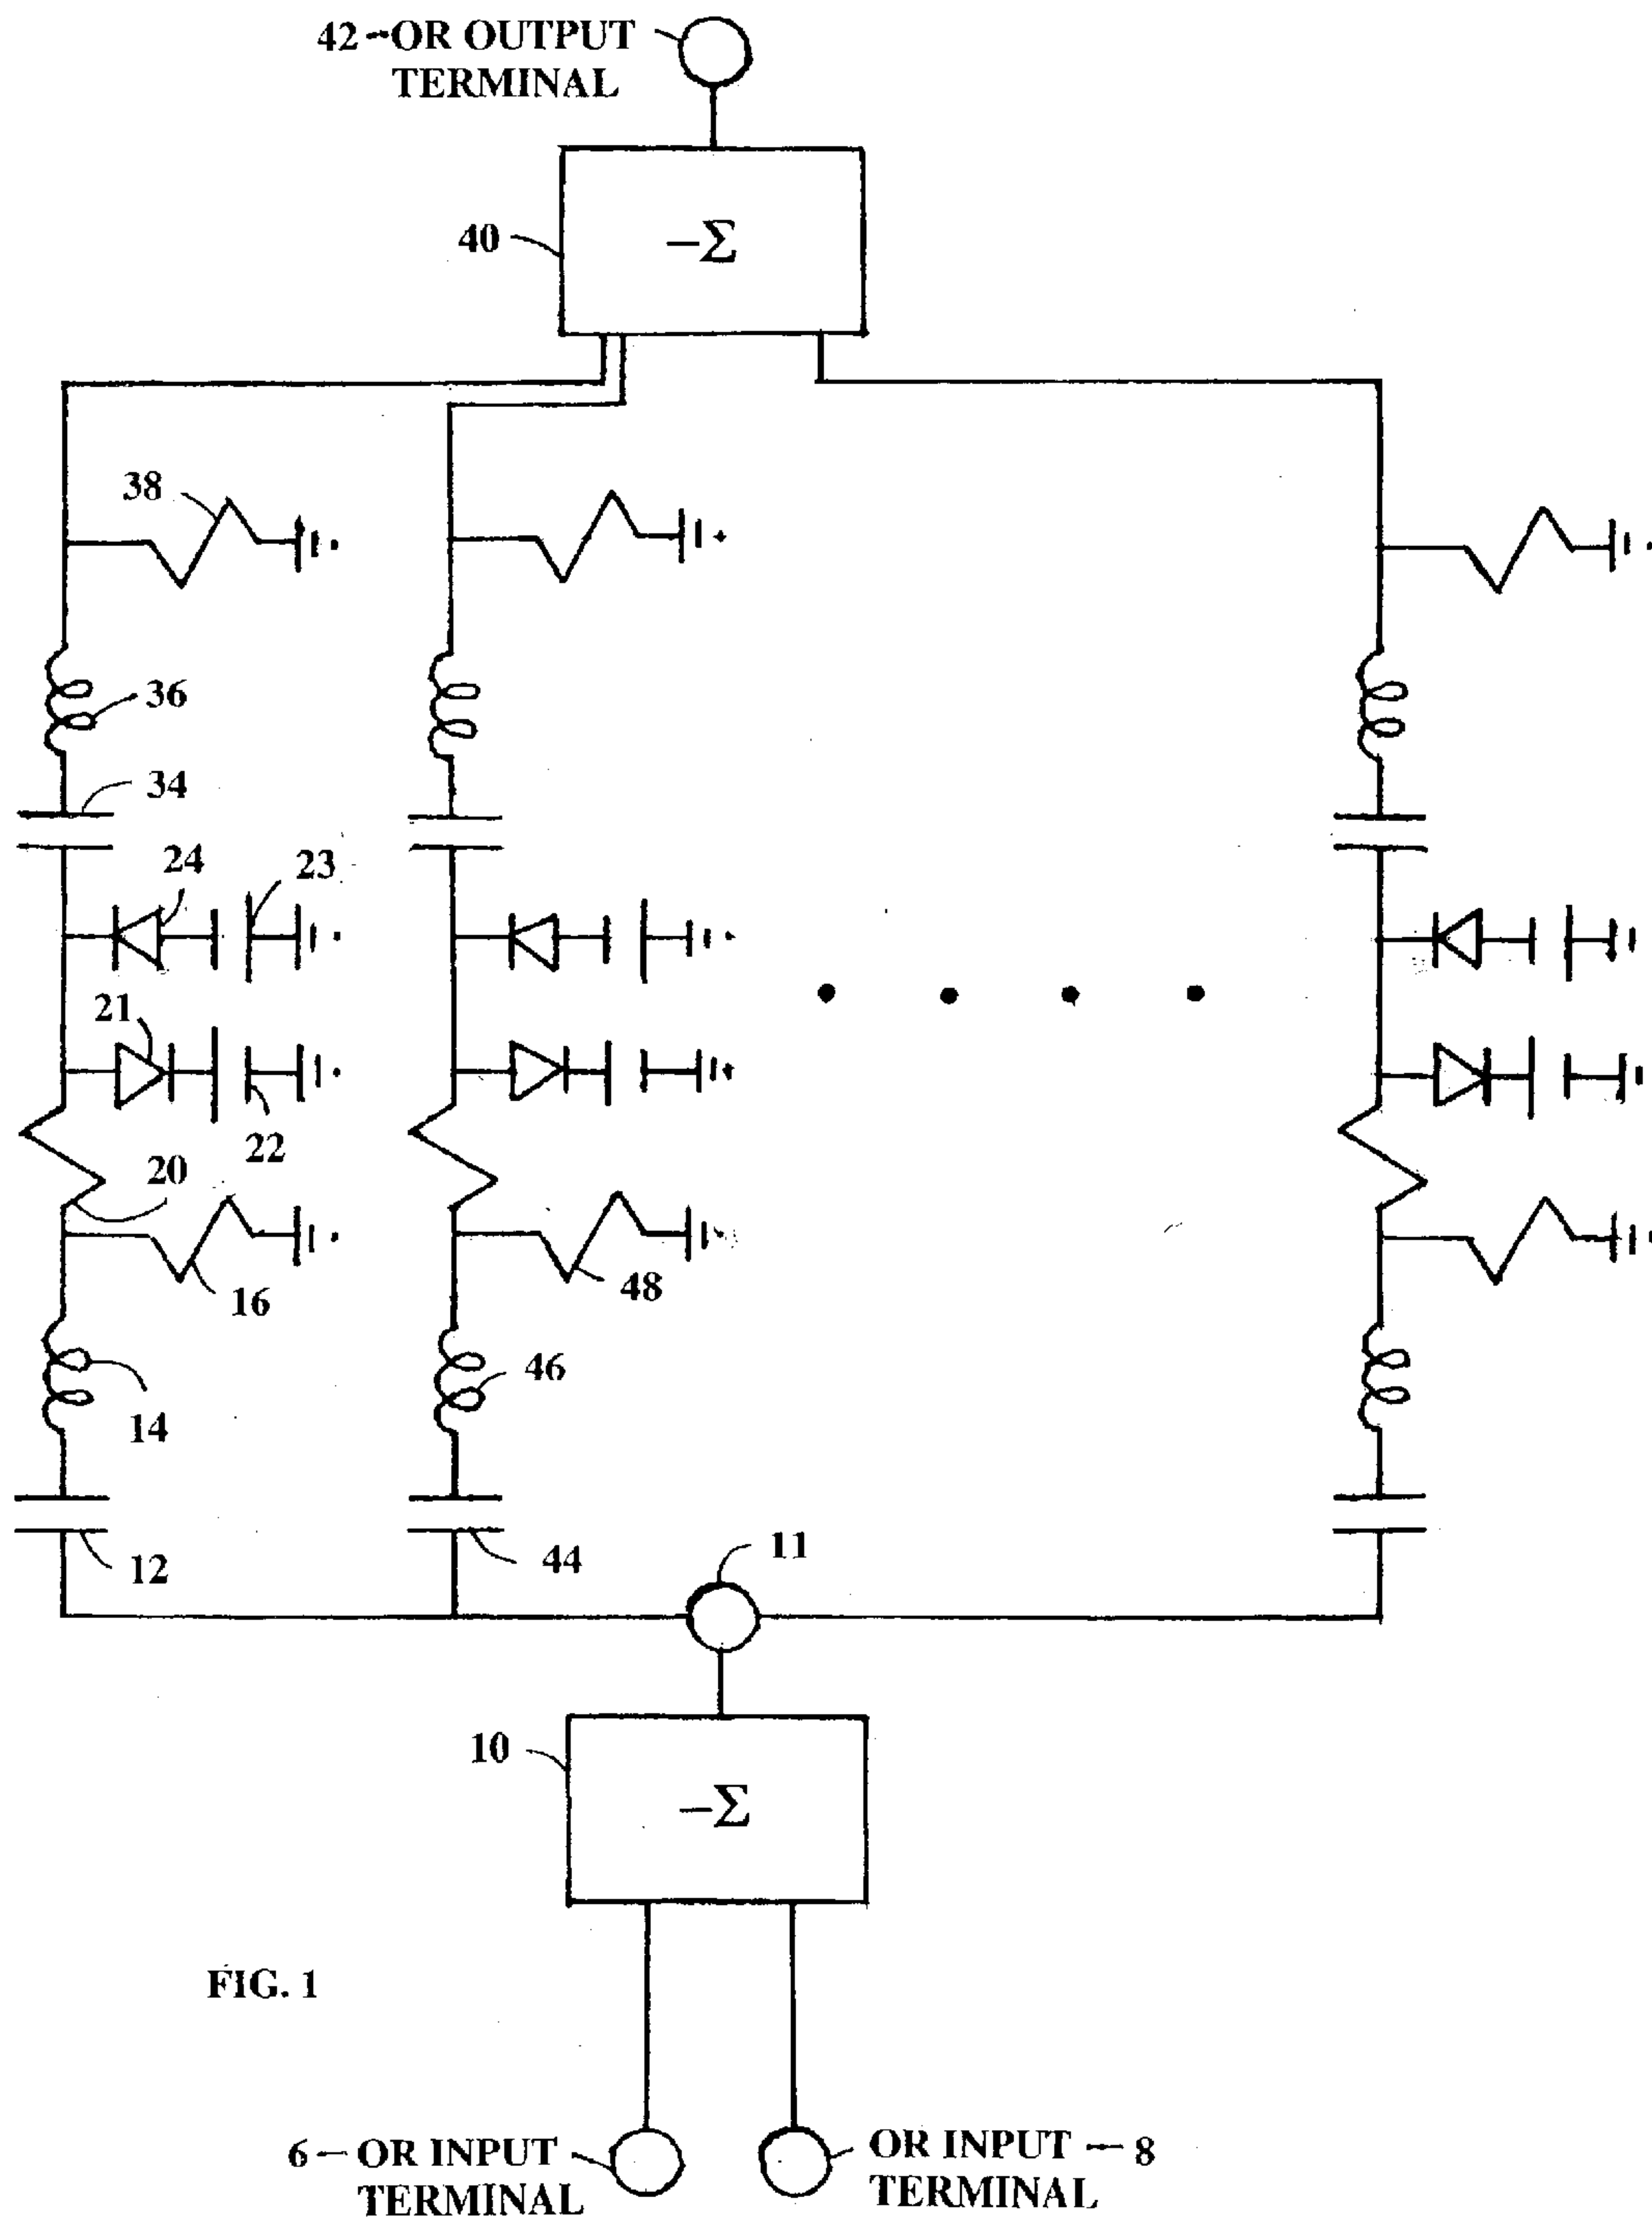 42 - OR OUTPUT
TERMINAL
40
-Σ
38
36
34
24
23
21
22
20
16
48
14
46
12
44
11
10
-Σ
FIG. 1
6 - OR INPUT
TERMINAL
OR INPUT - 8
TERMINAL